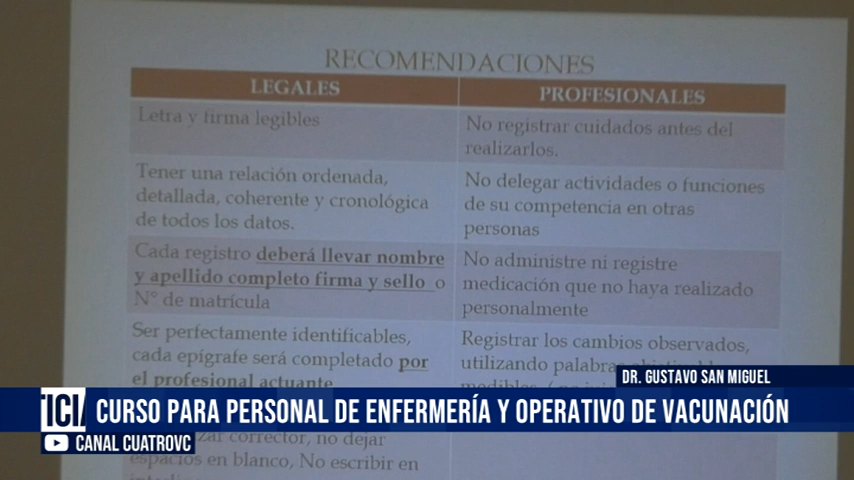 RECOMENDACIONES
LEGALES
PROFESIONALES
Letra y firma legibles
No registrar cuidados antes del
realizarlos.
Tener una relación ordenada,
detallada, coherente y cronológica
de todos los datos.
No delegar actividades o funciones
de su competencia en otras
personas
Cada registro deberá llevar nombre
y apellido completo firma y sello o
N° de matrícula
No administre ni registre
medicación que no haya realizado
personalmente
Ser perfectamente identificables,
cada epígrafe será completado por
el profesional actuante
Registrar los cambios observados,
utilizando palabras
DR. GUSTAVO SAN MIGUEL
CURSO PARA PERSONAL DE ENFERMERÍA Y OPERATIVO DE VACUNACIÓN
CANAL CUATROVC
corrector, no dejar
espacios en blanco, No escribir en